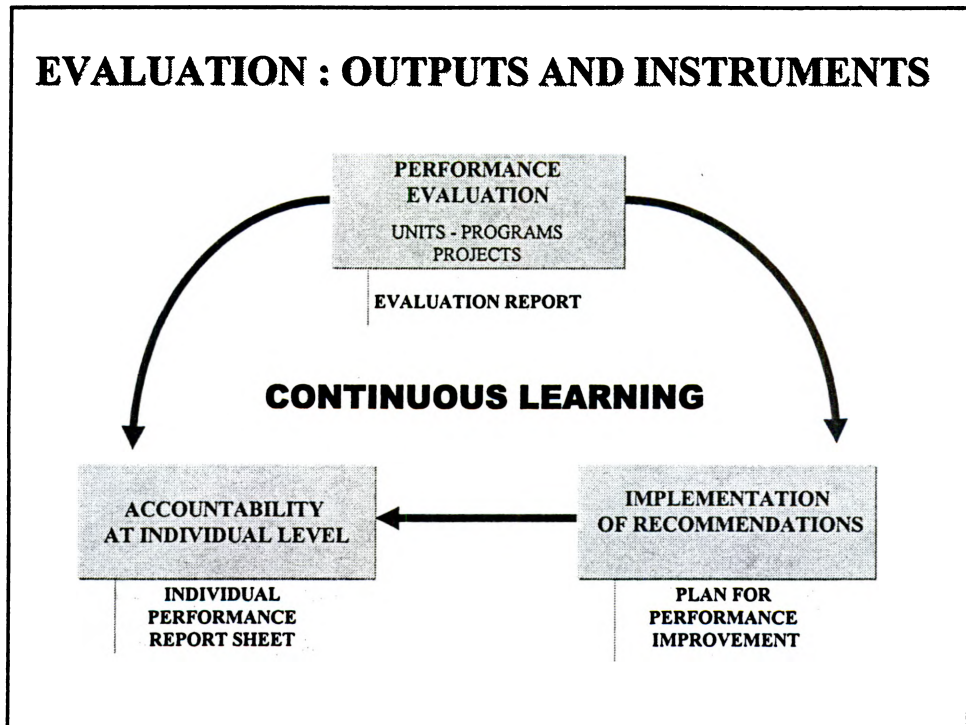 EVALUATION : OUTPUTS AND INSTRUMENTS
PERFORMANCE
EVALUATION
UNITS - PROGRAMS
PROJECTS
EVALUATION REPORT
CONTINUOUS LEARNING
ACCOUNTABILITY
AT INDIVIDUAL LEVEL
INDIVIDUAL
PERFORMANCE
REPORT SHEET
IMPLEMENTATION
OF RECOMMENDATIONS
PLAN FOR
PERFORMANCE
IMPROVEMENT